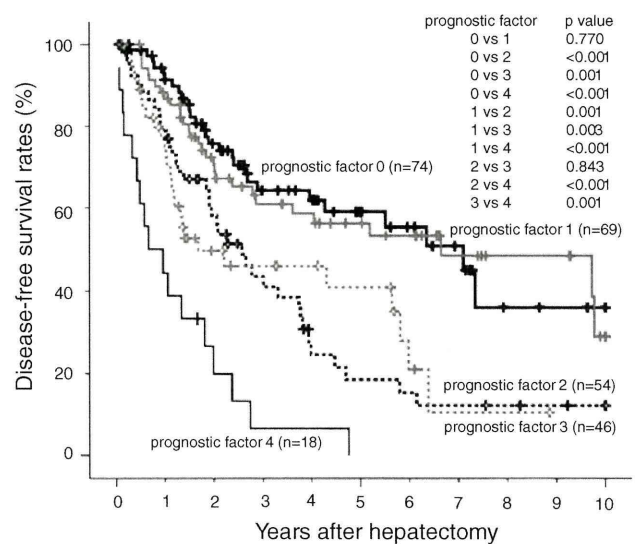 prognostic factor p value
0 vs 1 0.770
0 vs 2 <0.001
0 vs 3 0.001
0 vs 4 <0.001
1 vs 2 0.001
1 vs 3 0.003
1 vs 4 <0.001
2 vs 3 0.843
2 vs 4 <0.001
3 vs 4 0.001
Disease-free survival rates (%)
100
80
60
40
20
0
prognostic factor 0 (n=74)
prognostic factor 1 (n=69)
prognostic factor 2 (n=54)
prognostic factor 3 (n=46)
prognostic factor 4 (n=18)
0 1 2 3 4 5 6 7 8 9 10
Years after hepatectomy